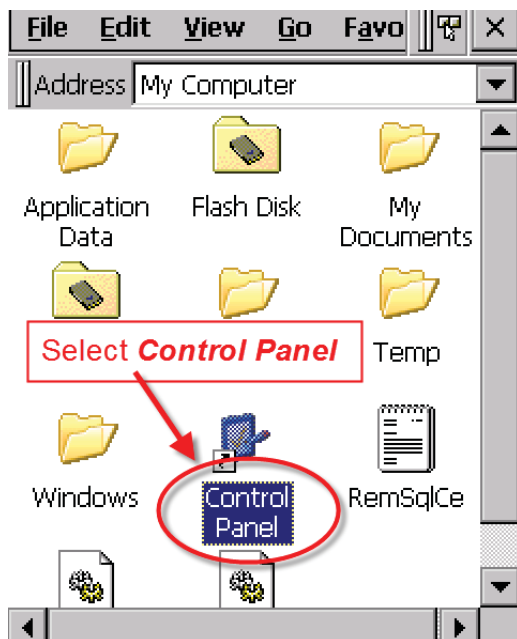 File Edit View Go Favo
Address My Computer
Application Data
Flash Disk
My Documents
Select Control Panel
Temp
Windows
Control Panel
RemSqlCe